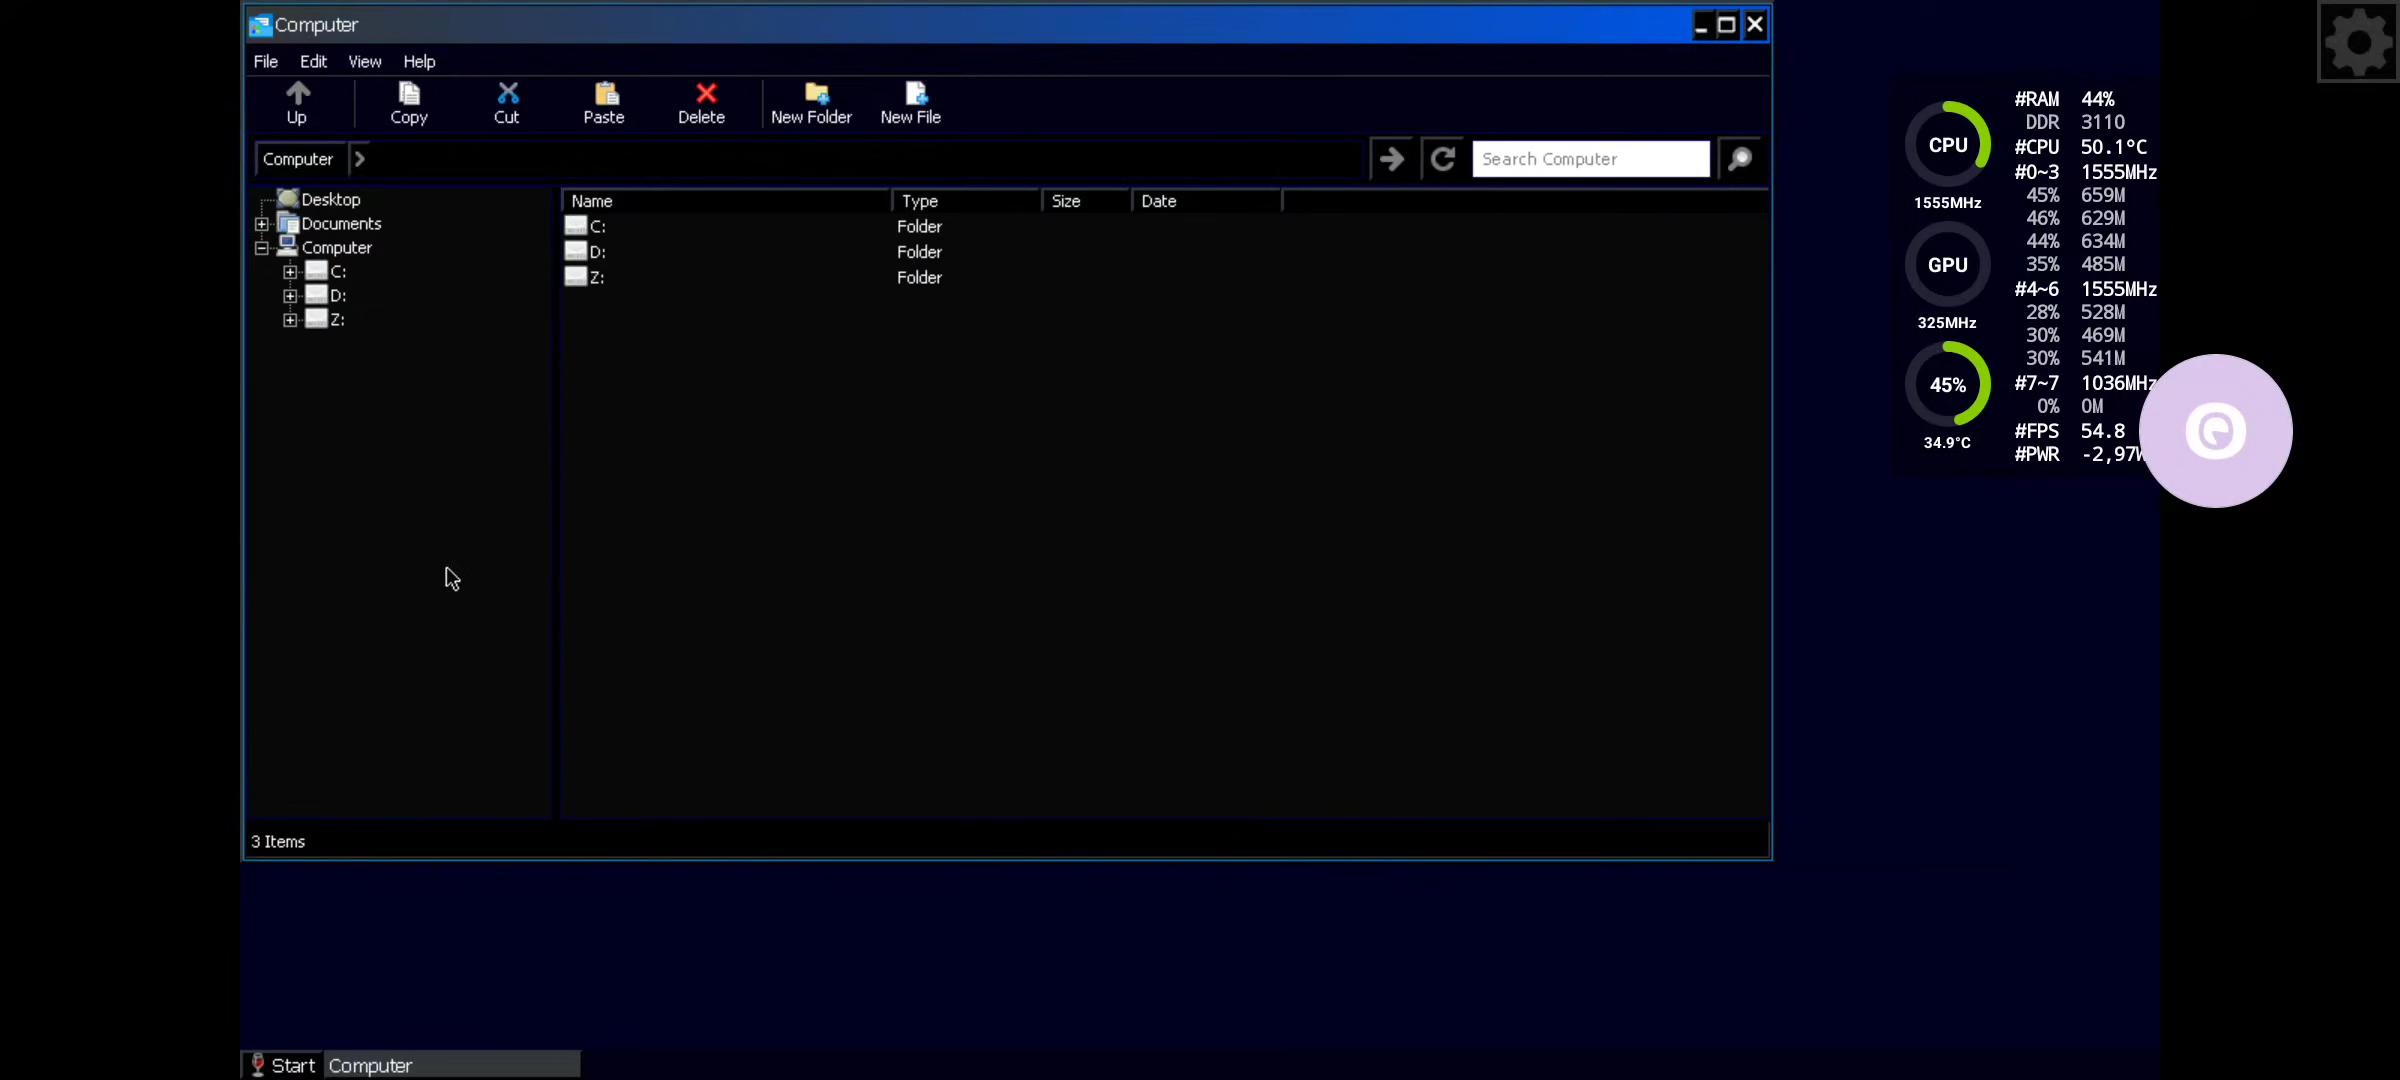 Computer
File Edit View Help
Up Copy Cut Paste Delete New Folder New File
Computer Search Computer
Desktop
Documents
Computer
C:
D:
Z:
Name Type Size Date
C: Folder
D: Folder
Z: Folder
3 Items
Start Computer
CPU
1555MHz
GPU
325MHz
45%
34.9°C
#RAM 44%
DDR 3110
#CPU 50.1°C
#0~3 1555MHz
45% 659M
46% 629M
44% 634M
35% 485M
#4~6 1555MHz
28% 528M
30% 469M
30% 541M
#7~7 1036MHz
0% 0M
#FPS 54.8
#PWR -2,97W